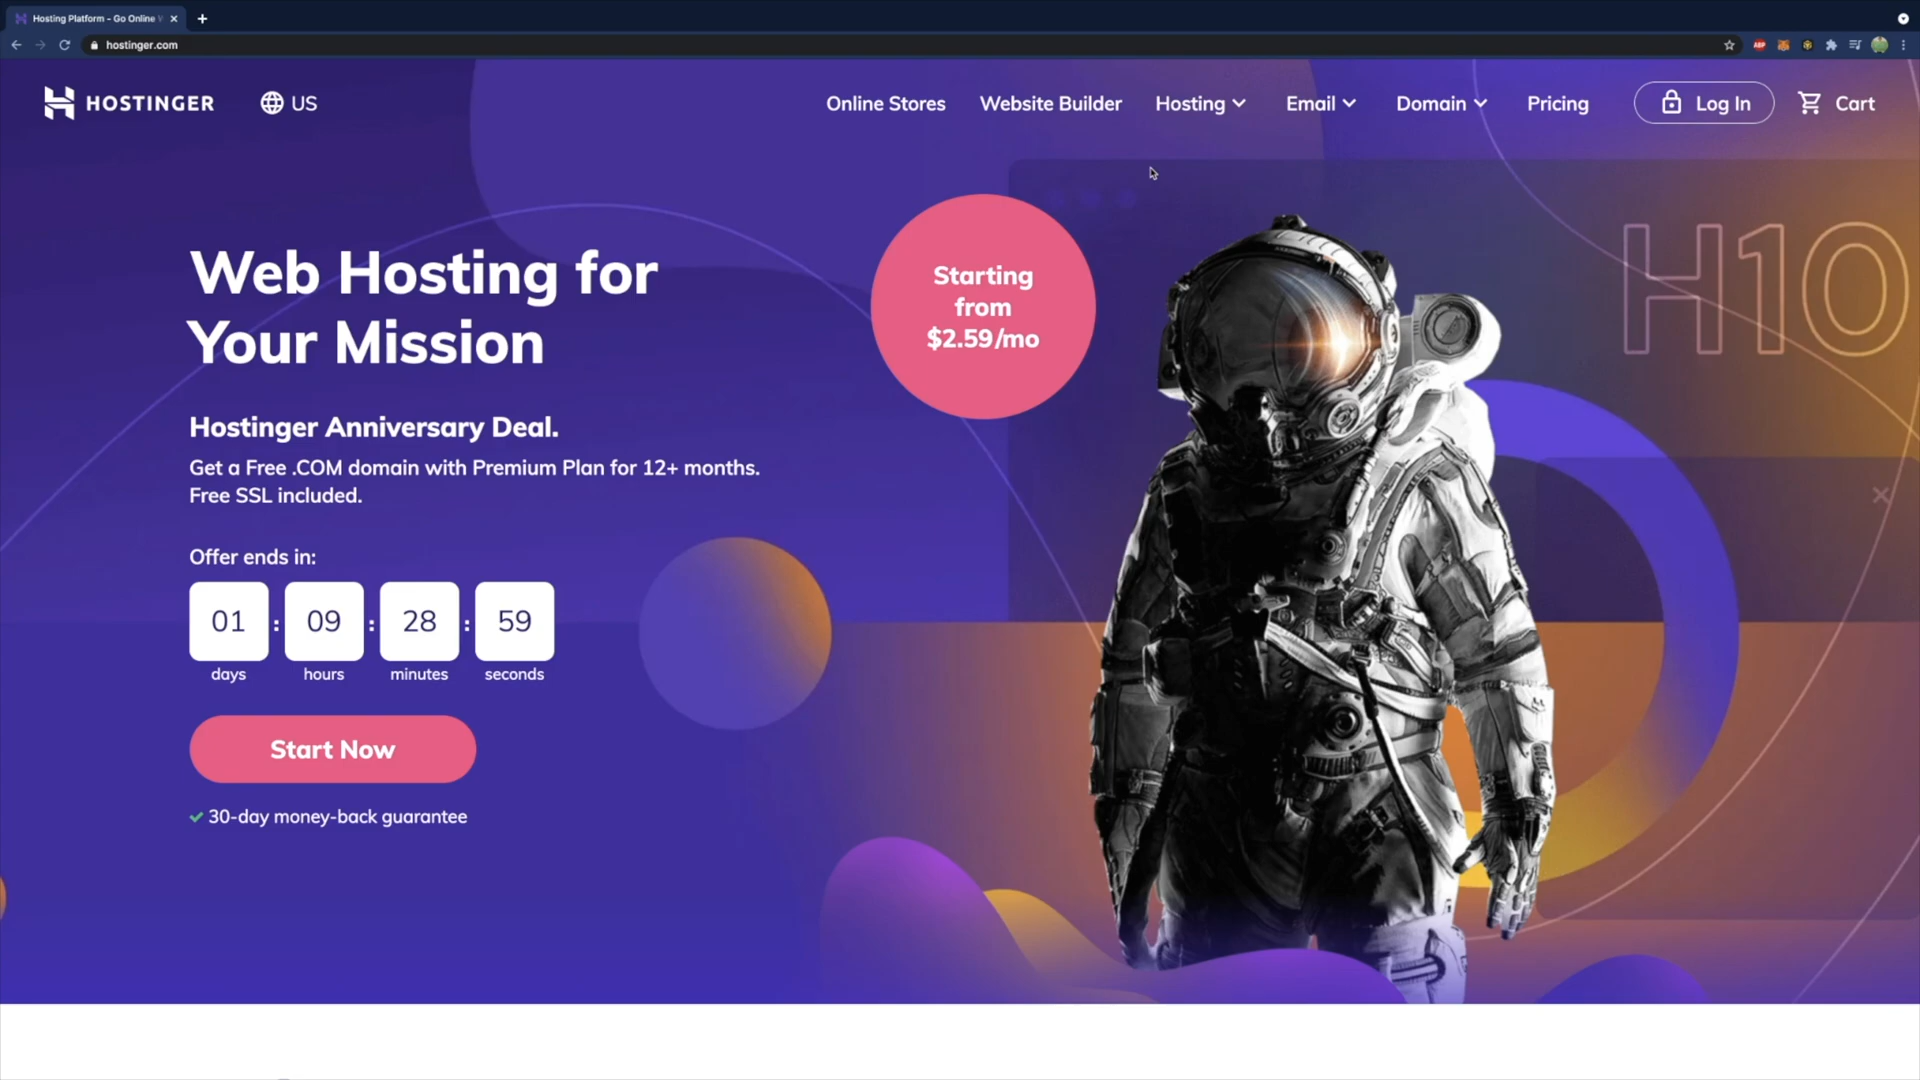 Hosting Platform - Go Online
hostinger.com
ABP
HOSTINGER
US
Online Stores
Website Builder
Hosting
Email
Domain
Pricing
Log In
Cart
Web Hosting for
Your Mission
Starting
from
$2.59/mo
H10
Hostinger Anniversary Deal.
Get a Free .COM domain with Premium Plan for 12+ months.
Free SSL included.
Offer ends in:
01 : 09 : 28 : 59
days hours minutes seconds
Start Now
30-day money-back guarantee